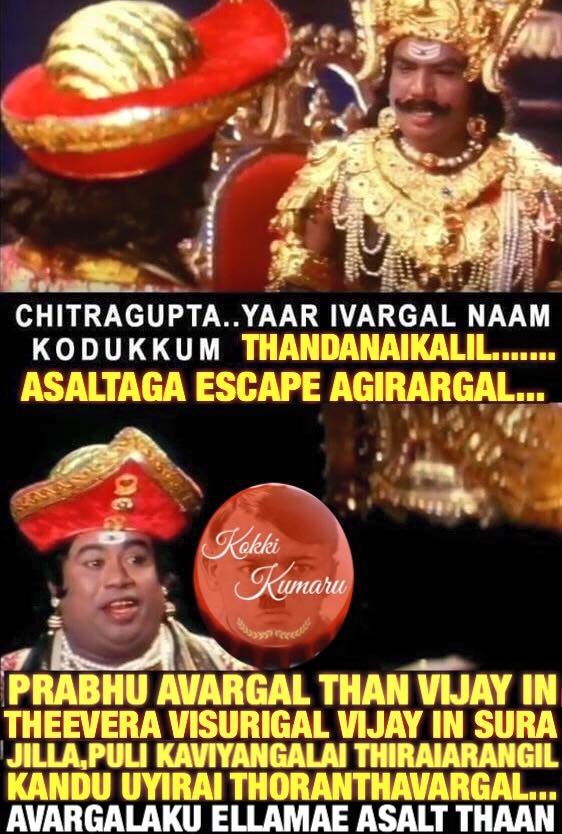 CHITRAGUPTA..YAAR IVARGAL NAAM
KODUKKUM THANDANAIKALIL.......
ASALTAGA ESCAPE AGIRARGAL...
Kokki
Kumaru
PRABHU AVARGAL THAN VIJAY IN
THEEVERA VISURIGAL VIJAY IN SURA
JILLA,PULI KAVIYANGALAI THIRAIARANGIL
KANDU UYIRAI THORANTHAVARGAL...
AVARGALAKU ELLAMAE ASALT THAAN